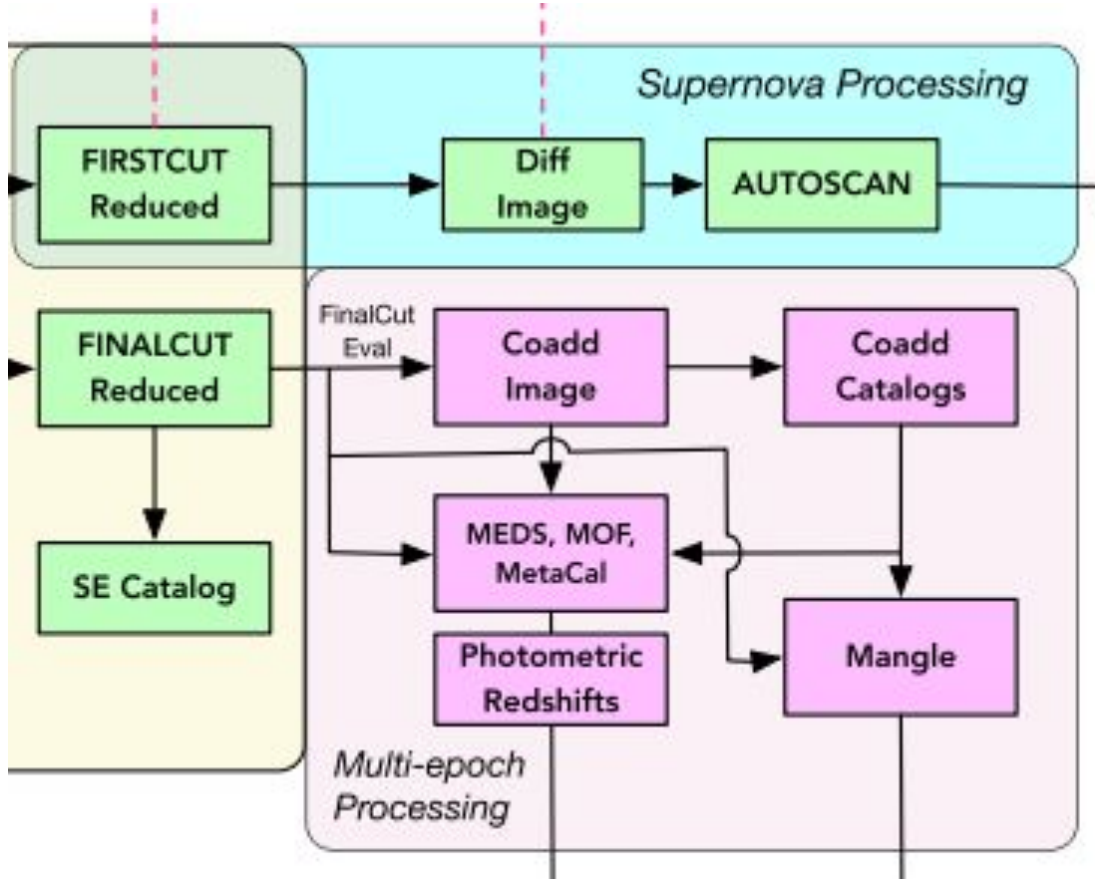 Supernova Processing
FIRSTCUT
Reduced
Diff
Image
AUTOSCAN
FINALCUT
Reduced
FinalCut
Eval
Coadd
Image
Coadd
Catalogs
SE Catalog
MEDS, MOF,
MetaCal
Photometric
Redshifts
Mangle
Multi-epoch
Processing